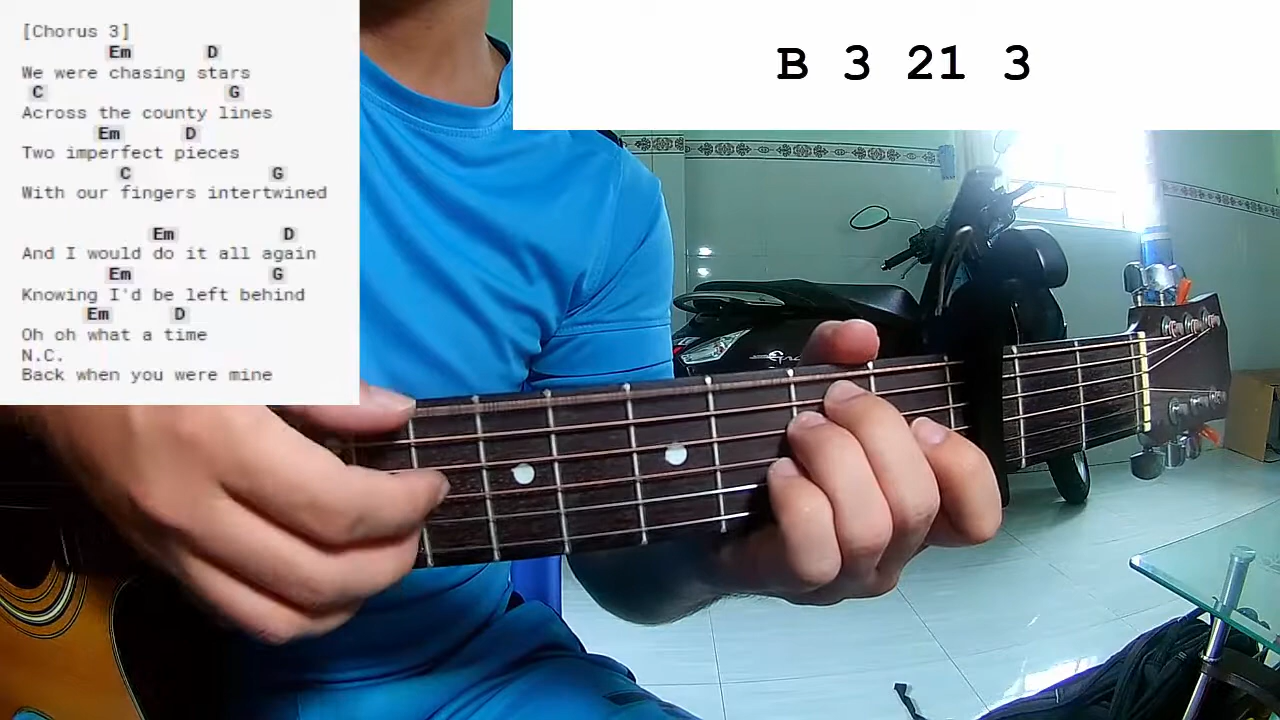 [Chorus 3]
Em D
We were chasing stars
C G
Across the county lines
Em D
Two imperfect pieces
C G
With our fingers intertwined
Em D
And I would do it all again
Em G
Knowing I'd be left behind
Em D
Oh oh what a time
N.C.
Back when you were mine
B 3 21 3